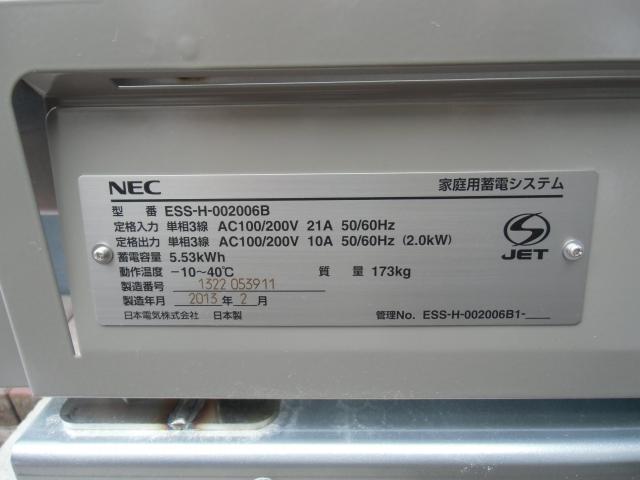 NEC 家庭用蓄電システム
型 番 ESS-H-002006B
定格入力 単相3線 AC100/200V 21A 50/60Hz
定格出力 単相3線 AC100/200V 10A 50/60Hz (2.0kW)
蓄電容量 5.53kWh
動作温度 −10〜40℃ 質 量 173kg
製造番号 1322 053911
製造年月 2013 年 2 月
日本電気株式会社 日本製 管理No. ESS-H-002006B1-____
JET